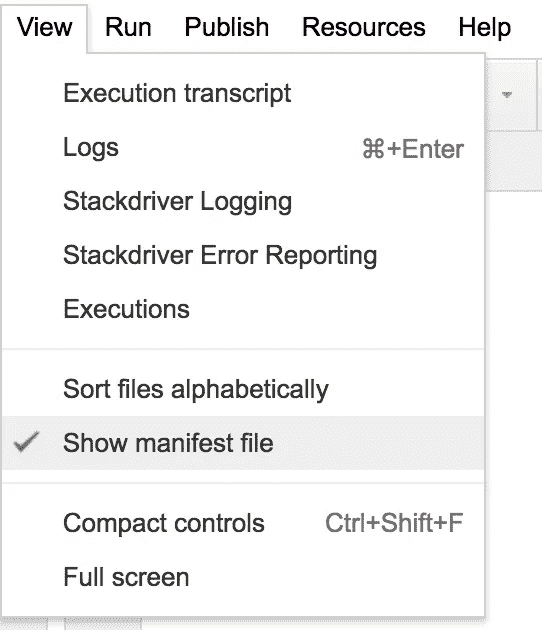 View Run Publish Resources Help
Execution transcript
Logs ⌘+Enter
Stackdriver Logging
Stackdriver Error Reporting
Executions
Sort files alphabetically
Show manifest file
Compact controls Ctrl+Shift+F
Full screen